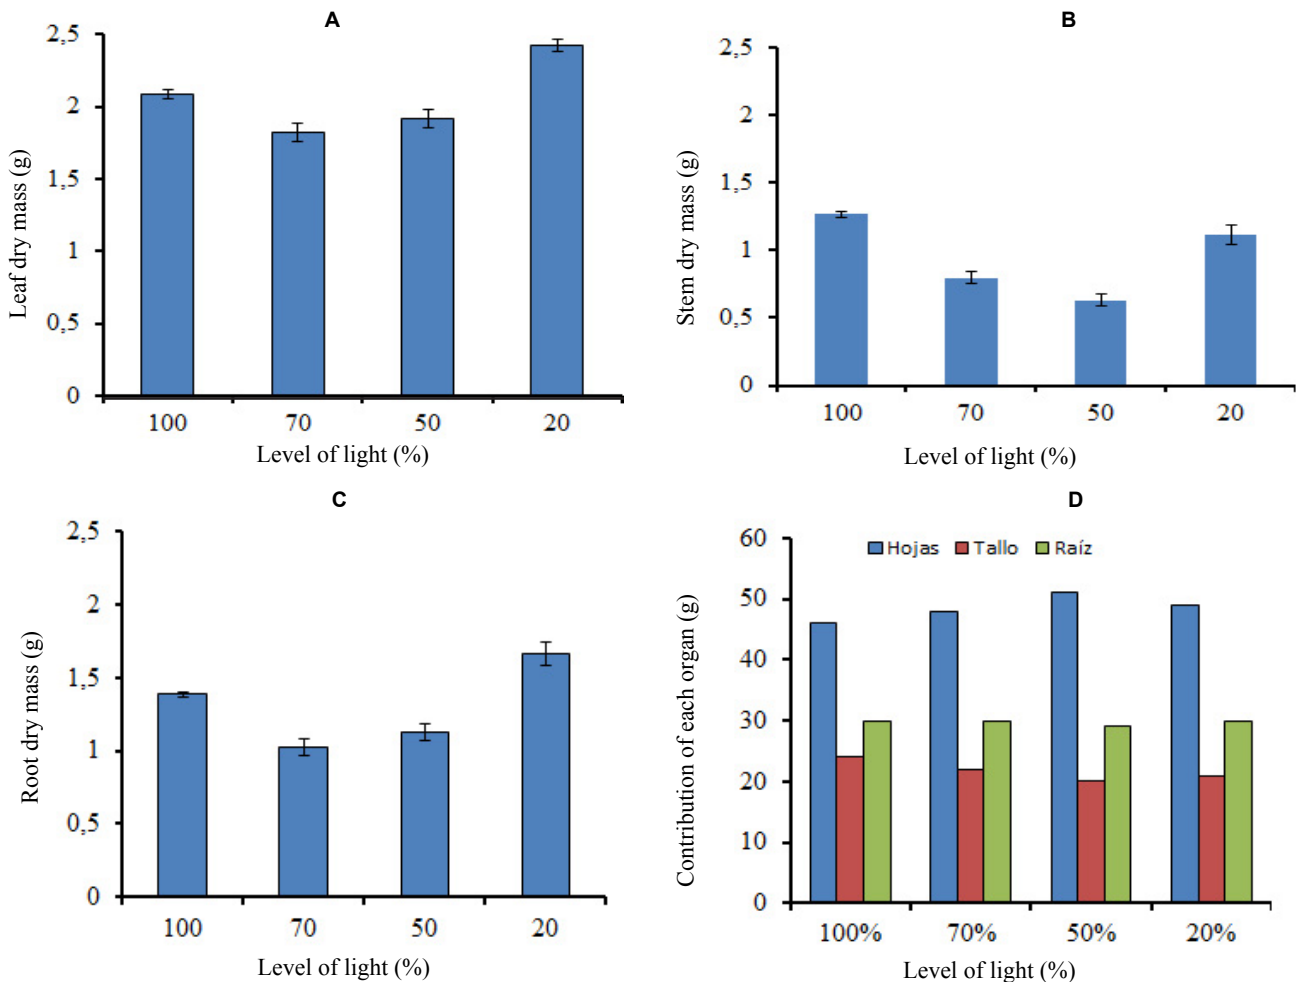 A
Leaf dry mass (g)
2,5
2
1,5
1
0,5
0
100 70 50 20
Level of light (%)
B
Stem dry mass (g)
2,5
2
1,5
1
0,5
0
100 70 50 20
Level of light (%)
C
Root dry mass (g)
2,5
2
1,5
1
0,5
0
100 70 50 20
Level of light (%)
D
Contribution of each organ (g)
Hojas Tallo Raíz
60
50
40
30
20
10
0
100% 70% 50% 20%
Level of light (%)